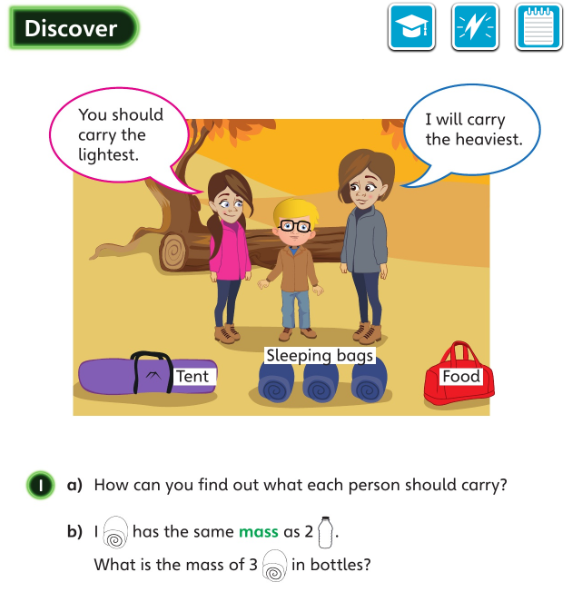 Discover
You should
carry the
lightest.
I will carry
the heaviest.
Tent
Sleeping bags
Food
1 a) How can you find out what each person should carry?
b) 1 has the same mass as 2 .
What is the mass of 3 in bottles?